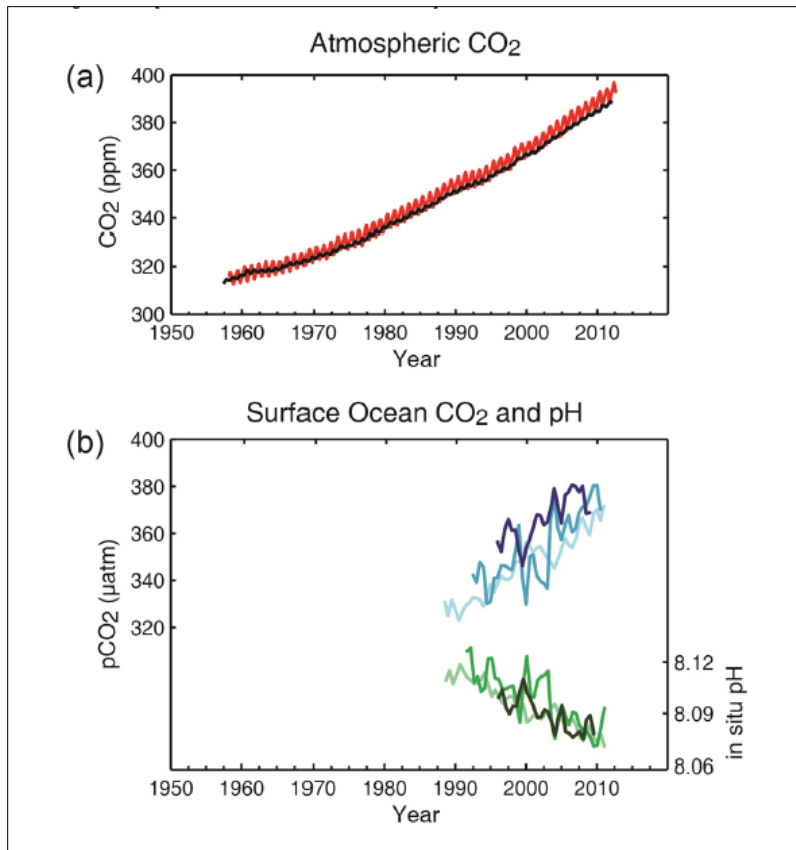 Atmospheric CO2
(a)
400
380
360
340
320
300
CO2 (ppm)
1950 1960 1970 1980 1990 2000 2010
Year
Surface Ocean CO2 and pH
(b)
400
380
360
340
320
pCO2 (µatm)
8.12
8.09
8.06
in situ pH
1950 1960 1970 1980 1990 2000 2010
Year